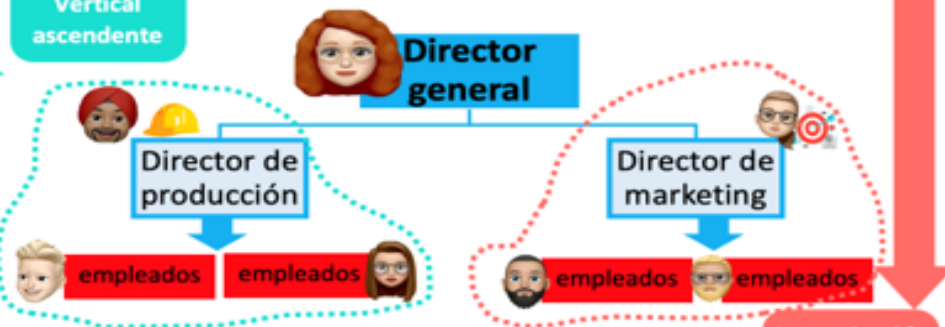 Vertical
ascendente
Director
general
Director de
producción
Director de
marketing
empleados
empleados
empleados
empleados